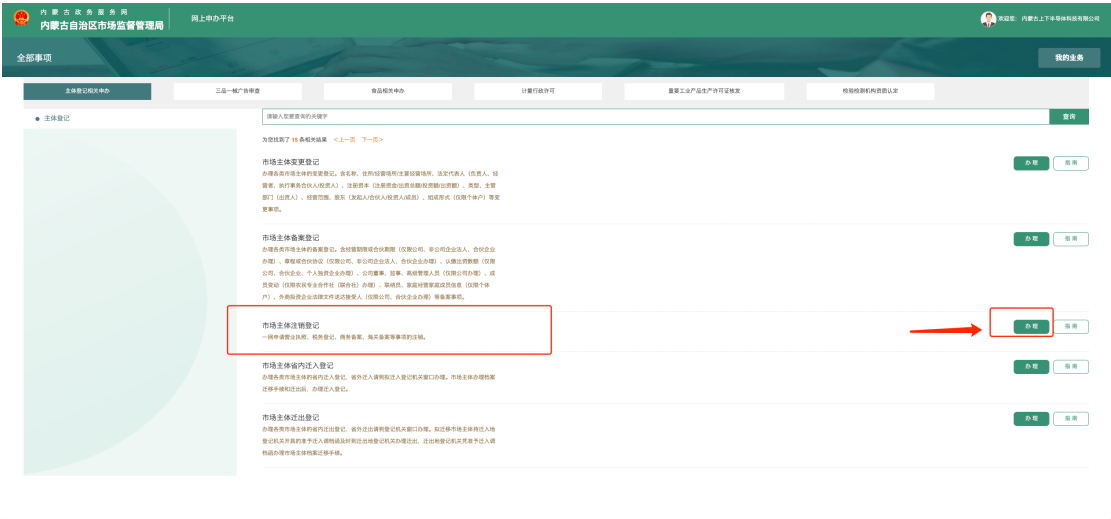 内蒙古政务服务网
内蒙古自治区市场监督管理局
网上申办平台
欢迎您: 内蒙古上下半导体科技有限公司
全部事项
我的业务
主体登记相关申办
三品一械广告审查
食品相关申办
计量行政许可
重要工业产品生产许可证核发
检验检测机构资质认定
主体登记
请输入您要查询的关键字
查询
为您找到了 15 条相关结果 <上一页 下一页>
市场主体变更登记
办理 指南
办理各类市场主体的变更登记。含名称、住所/经营场所/主要经营场所、法定代表人（负责人、经
营者、执行事务合伙人/投资人）、注册资本（注册资金/出资总额/投资额/出资额）、类型、主管
部门（出资人）、经营范围、股东（发起人/合伙人/投资人/成员）、组成形式（仅限个体户）等变
更事项。
市场主体备案登记
办理 指南
办理各类市场主体的备案登记。含经营期限或合伙期限（仅限公司、非公司企业法人、合伙企业
办理）、章程或合伙协议（仅限公司、非公司企业法人、合伙企业办理）、认缴出资数额（仅限
公司、合伙企业、个人独资企业办理）、公司董事、监事、高级管理人员（仅限公司办理）、成
员变动（仅限农民专业合作社（联合社）办理）、联络员、家庭经营家庭成员信息（仅限个体
户）、外商投资企业法律文件送达接受人（仅限公司、合伙企业办理）等备案事项。
市场主体注销登记
办理 指南
一网申请营业执照、税务登记、商务备案、海关备案等事项的注销。
市场主体省内迁入登记
办理 指南
办理各类市场主体的省内迁入登记，省外迁入请到拟迁入登记机关窗口办理。市场主体办理档案
迁移手续和迁出后，办理迁入登记。
市场主体迁出登记
办理 指南
办理各类市场主体的省内迁出登记，省外迁出请到登记机关窗口办理。拟迁移市场主体持迁入地
登记机关开具的准予迁入调档函及时到迁出地登记机关办理迁出，迁出地登记机关凭准予迁入调
档函办理市场主体档案迁移手续。